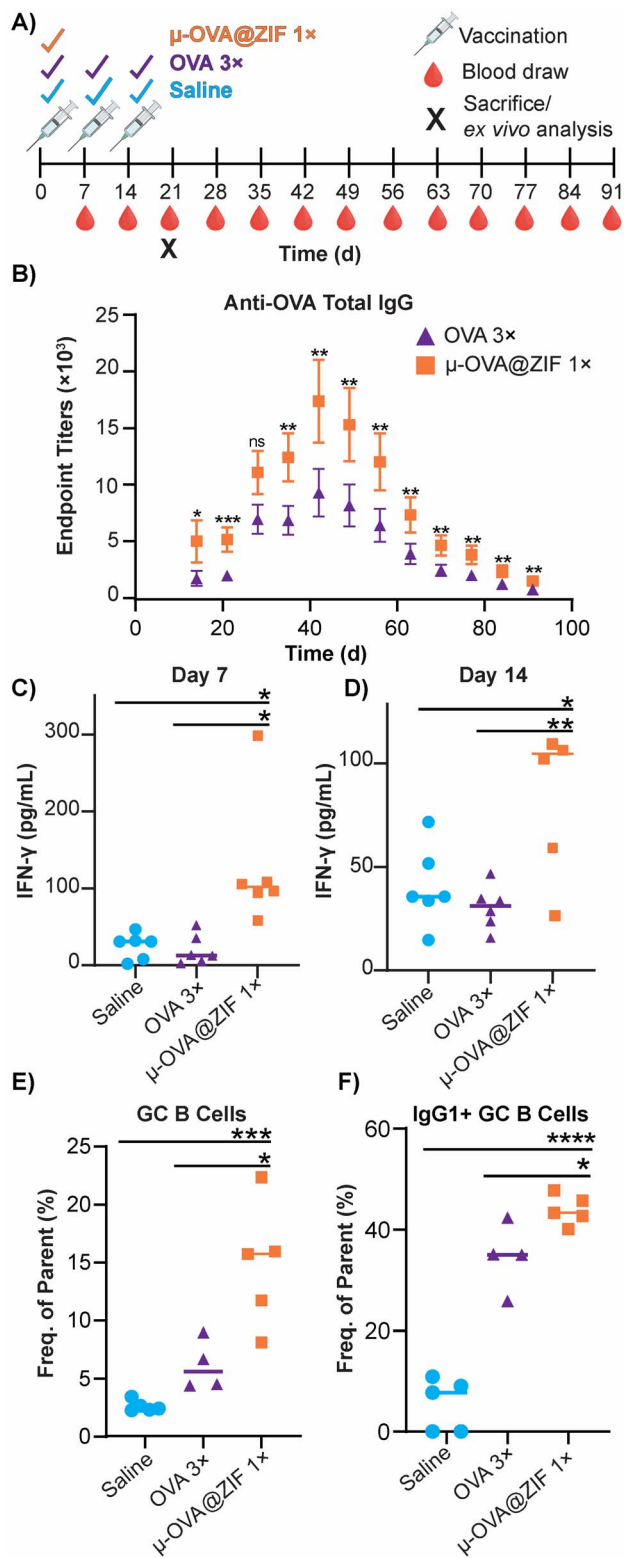 A)
μ-OVA@ZIF 1×
OVA 3×
Saline
Vaccination
Blood draw
X Sacrifice/
ex vivo analysis
0 7 14 21 28 35 42 49 56 63 70 77 84 91
X
Time (d)
B)
Anti-OVA Total IgG
OVA 3×
μ-OVA@ZIF 1×
Endpoint Titers (×10³)
25
20
15
10
5
0
* *** ns ** ** ** ** ** ** ** ** **
0 20 40 60 80 100
Time (d)
C)
Day 7
*
*
IFN-γ (pg/mL)
300
200
100
0
Saline
OVA 3×
μ-OVA@ZIF 1×
D)
Day 14
*
**
IFN-γ (pg/mL)
100
50
0
Saline
OVA 3×
μ-OVA@ZIF 1×
E)
GC B Cells
***
*
Freq. of Parent (%)
25
20
15
10
5
0
Saline
OVA 3×
μ-OVA@ZIF 1×
F)
IgG1+ GC B Cells
****
*
Freq. of Parent (%)
60
40
20
0
Saline
OVA 3×
μ-OVA@ZIF 1×